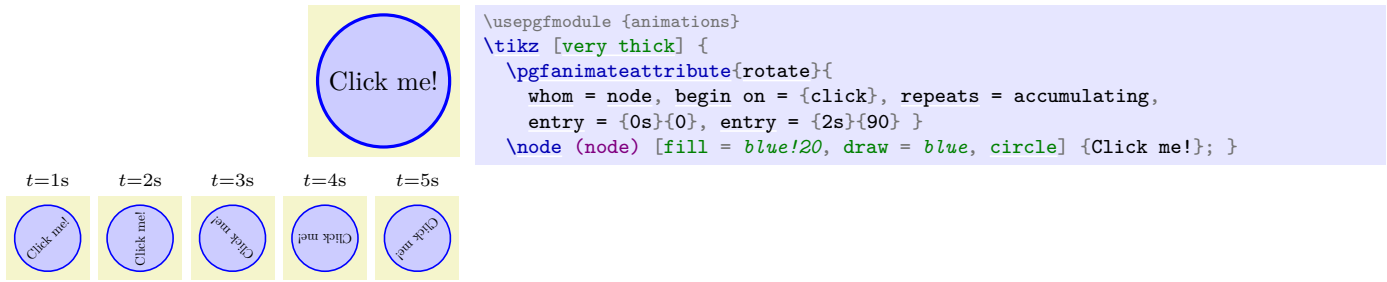 Click me!
\usepgfmodule {animations}
\tikz [very thick] {
  \pgfanimateattribute{rotate}{
    whom = node, begin on = {click}, repeats = accumulating,
    entry = {0s}{0}, entry = {2s}{90} }
  \node (node) [fill = blue!20, draw = blue, circle] {Click me!}; }
t=1s t=2s t=3s t=4s t=5s
Click me! Click me! Click me! Click me! Click me!